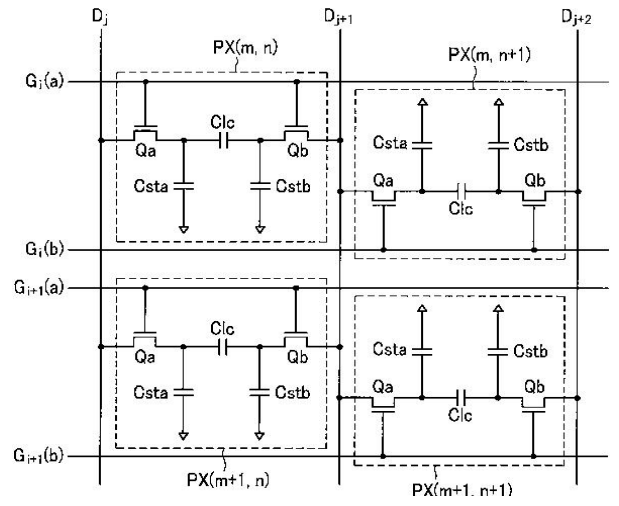 Dj Dj+1 Dj+2
PX(m, n) PX(m, n+1)
Gi(a)
Clc
Qa Qb Csta Cstb
Csta Cstb Qa Qb
Clc
Gi(b)
Gi+1(a)
Clc
Qa Qb Csta Cstb
Csta Cstb Qa Qb
Clc
Gi+1(b)
PX(m+1, n) PX(m+1, n+1)